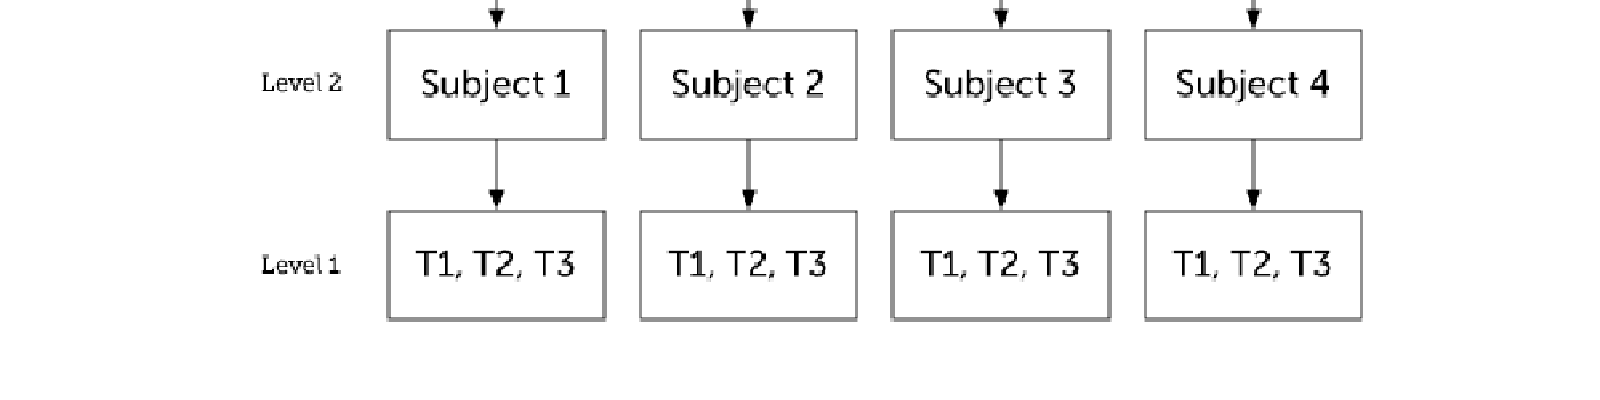 Level 2 Subject 1 Subject 2 Subject 3 Subject 4
Level 1 T1, T2, T3 T1, T2, T3 T1, T2, T3 T1, T2, T3